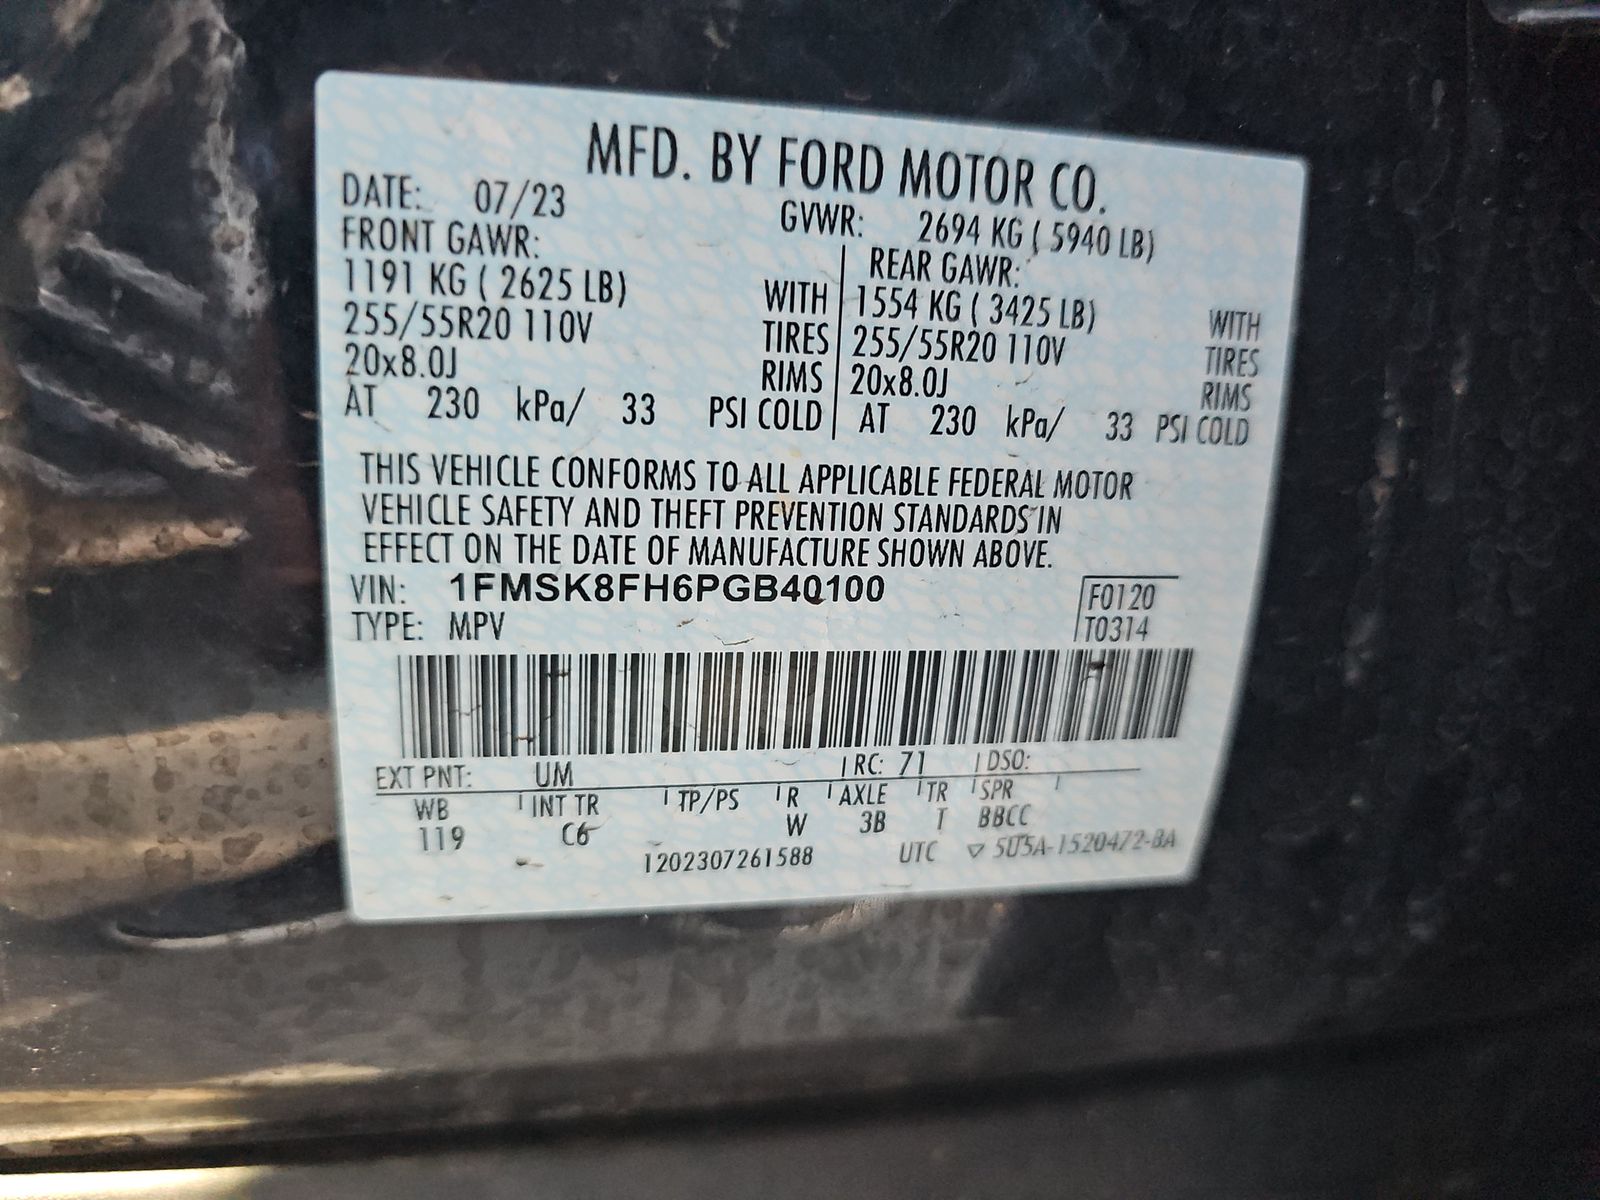 MFD. BY FORD MOTOR CO.
DATE: 07/23 GVWR: 2694 KG ( 5940 LB)
FRONT GAWR: REAR GAWR:
1191 KG ( 2625 LB) WITH 1554 KG ( 3425 LB) WITH
255/55R20 110V TIRES 255/55R20 110V TIRES
20x8.0J RIMS 20x8.0J RIMS
AT 230 kPa/ 33 PSI COLD AT 230 kPa/ 33 PSI COLD
THIS VEHICLE CONFORMS TO ALL APPLICABLE FEDERAL MOTOR
VEHICLE SAFETY AND THEFT PREVENTION STANDARDS IN
EFFECT ON THE DATE OF MANUFACTURE SHOWN ABOVE.
VIN: 1FMSK8FH6PGB40100 F0120
TYPE: MPV T0314
EXT PNT: UM RC: 71 DSO:
WB INT TR TP/PS R AXLE TR SPR
119 C6 W 3B T BBCC
1202307261588 UTC ▽ 5U5A-1520472-BA